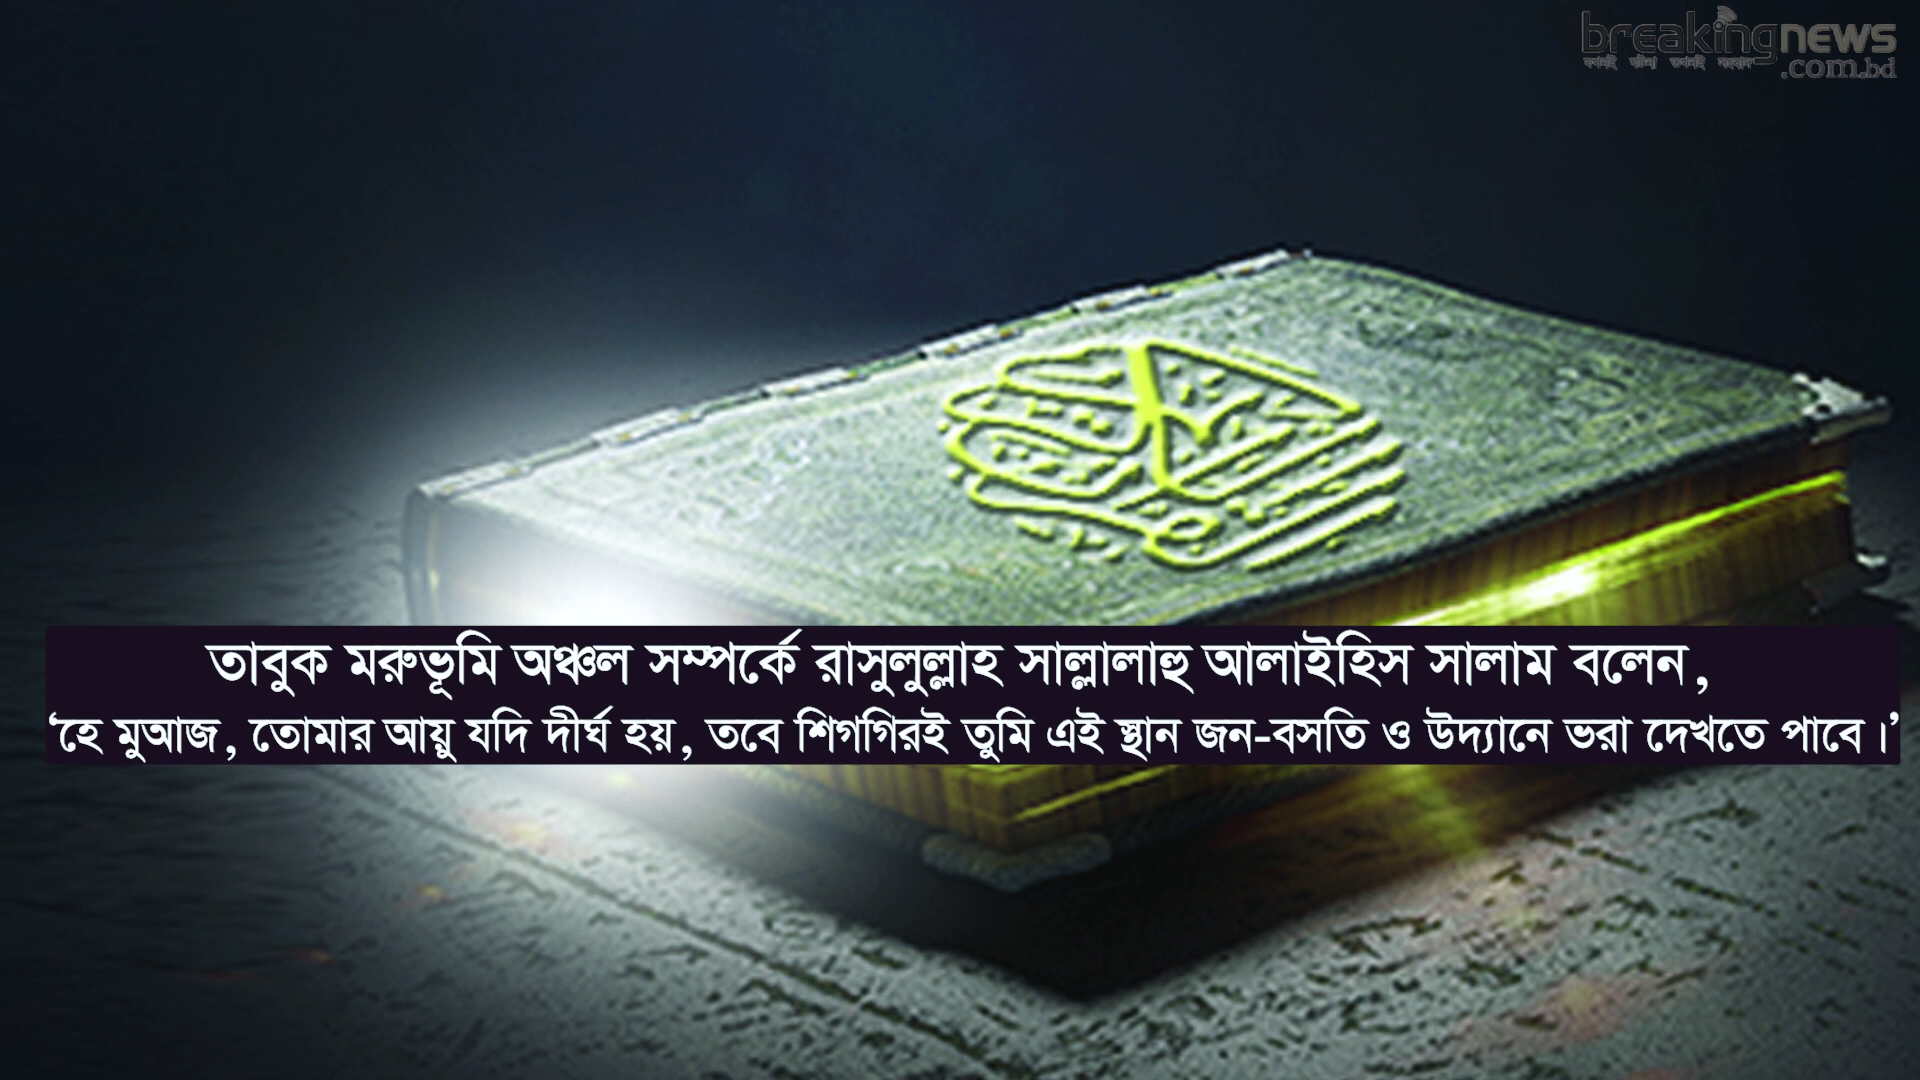 breakingnews
.com.bd
তাবুক মরুভূমি অঞ্চল সম্পর্কে রাসুলুল্লাহ সাল্লালাহু আলাইহিস সালাম বলেন,
‘হে মুআজ, তোমার আয়ু যদি দীর্ঘ হয়, তবে শিগগিরই তুমি এই স্থান জন-বসতি ও উদ্যানে ভরা দেখতে পাবে।’